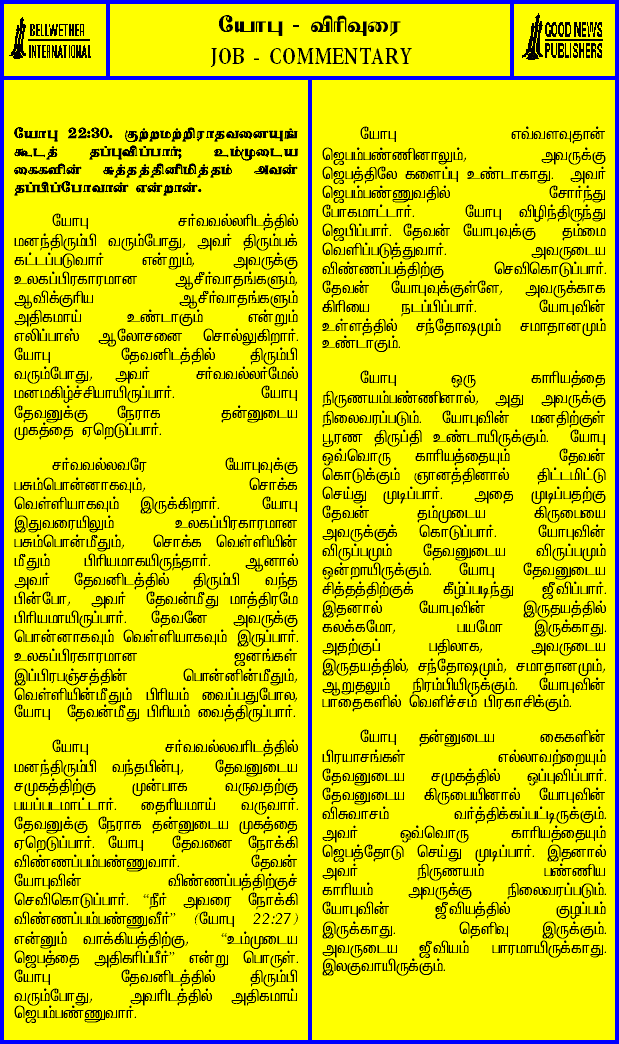 BELLWETHER
INTERNATIONAL
யோபு - விரிவுரை
JOB - COMMENTARY
GOOD NEWS
PUBLISHERS
யோபு 22:30. குற்றமற்றிராதவனையுங்
கூடத் தப்புவிப்பார்; உம்முடைய
கைகளின் சுத்தத்தினிமித்தம் அவன்
தப்பிப்போவான் என்றான்.
யோபு சர்வவல்லரிடத்தில்
மனந்திரும்பி வரும்போது, அவர் திரும்பக்
கட்டப்படுவார் என்றும், அவருக்கு
உலகப்பிரகாரமான ஆசீர்வாதங்களும்,
ஆவிக்குரிய ஆசீர்வாதங்களும்
அதிகமாய் உண்டாகும் என்றும்
எலிப்பாஸ் ஆலோசனை சொல்லுகிறார்.
யோபு தேவனிடத்தில் திரும்பி
வரும்போது, அவர் சர்வவல்லர்மேல்
மனமகிழ்ச்சியாயிருப்பார். யோபு
தேவனுக்கு நேராக தன்னுடைய
முகத்தை ஏறெடுப்பார்.
சர்வவல்லவரே யோபுவுக்கு
பசும்பொன்னாகவும், சொக்க
வெள்ளியாகவும் இருக்கிறார். யோபு
இதுவரையிலும் உலகப்பிரகாரமான
பசும்பொன்மீதும், சொக்க வெள்ளியின்
மீதும் பிரியமாகயிருந்தார். ஆனால்
அவர் தேவனிடத்தில் திரும்பி வந்த
பின்போ, அவர் தேவன்மீது மாத்திரமே
பிரியமாயிருப்பார். தேவனே அவருக்கு
பொன்னாகவும் வெள்ளியாகவும் இருப்பார்.
உலகப்பிரகாரமான ஜனங்கள்
இப்பிரபஞ்சத்தின் பொன்னின்மீதும்,
வெள்ளியின்மீதும் பிரியம் வைப்பதுபோல,
யோபு தேவன்மீது பிரியம் வைத்திருப்பார்.
யோபு சர்வவல்லவரிடத்தில்
மனந்திரும்பி வந்தபின்பு, தேவனுடைய
சமுகத்திற்கு முன்பாக வருவதற்கு
பயப்படமாட்டார். தைரியமாய் வருவார்.
தேவனுக்கு நேராக தன்னுடைய முகத்தை
ஏறெடுப்பார். யோபு தேவனை நோக்கி
விண்ணப்பம்பண்ணுவார். தேவன்
யோபுவின் விண்ணப்பத்திற்குச்
செவிகொடுப்பார். “நீர் அவரை நோக்கி
விண்ணப்பம்பண்ணுவீர்” (யோபு 22:27)
என்னும் வாக்கியத்திற்கு, “உம்முடைய
ஜெபத்தை அதிகரிப்பீர்” என்று பொருள்.
யோபு தேவனிடத்தில் திரும்பி
வரும்போது, அவரிடத்தில் அதிகமாய்
ஜெபம்பண்ணுவார்.
யோபு எவ்வளவுதான்
ஜெபம்பண்ணினாலும், அவருக்கு
ஜெபத்திலே களைப்பு உண்டாகாது. அவர்
ஜெபம்பண்ணுவதில் சோர்ந்து
போகமாட்டார். யோபு விழிந்திருந்து
ஜெபிப்பார். தேவன் யோபுவுக்கு தம்மை
வெளிப்படுத்துவார். அவருடைய
விண்ணப்பத்திற்கு செவிகொடுப்பார்.
தேவன் யோபுவுக்குள்ளே, அவருக்காக
கிரியை நடப்பிப்பார். யோபுவின்
உள்ளத்தில் சந்தோஷமும் சமாதானமும்
உண்டாகும்.
யோபு ஒரு காரியத்தை
நிருணயம்பண்ணினால், அது அவருக்கு
நிலைவரப்படும். யோபுவின் மனதிற்குள்
பூரண திருப்தி உண்டாயிருக்கும். யோபு
ஒவ்வொரு காரியத்தையும் தேவன்
கொடுக்கும் ஞானத்தினால் திட்டமிட்டு
செய்து முடிப்பார். அதை முடிப்பதற்கு
தேவன் தம்முடைய கிருபையை
அவருக்குக் கொடுப்பார். யோபுவின்
விருப்பமும் தேவனுடைய விருப்பமும்
ஒன்றாயிருக்கும். யோபு தேவனுடைய
சித்தத்திற்குக் கீழ்ப்படிந்து ஜீவிப்பார்.
இதனால் யோபுவின் இருதயத்தில்
கலக்கமோ, பயமோ இருக்காது.
அதற்குப் பதிலாக, அவருடைய
இருதயத்தில், சந்தோஷமும், சமாதானமும்,
ஆறுதலும் நிரம்பியிருக்கும். யோபுவின்
பாதைகளில் வெளிச்சம் பிரகாசிக்கும்.
யோபு தன்னுடைய கைகளின்
பிரயாசங்கள் எல்லாவற்றையும்
தேவனுடைய சமுகத்தில் ஒப்புவிப்பார்.
தேவனுடைய கிருபையினால் யோபுவின்
விசுவாசம் வர்த்திக்கப்பட்டிருக்கும்.
அவர் ஒவ்வொரு காரியத்தையும்
ஜெபத்தோடு செய்து முடிப்பார். இதனால்
அவர் நிருணயம் பண்ணிய
காரியம் அவருக்கு நிலைவரப்படும்.
யோபுவின் ஜீவியத்தில் குழப்பம்
இருக்காது. தெளிவு இருக்கும்.
அவருடைய ஜீவியம் பாரமாயிருக்காது.
இலகுவாயிருக்கும்.